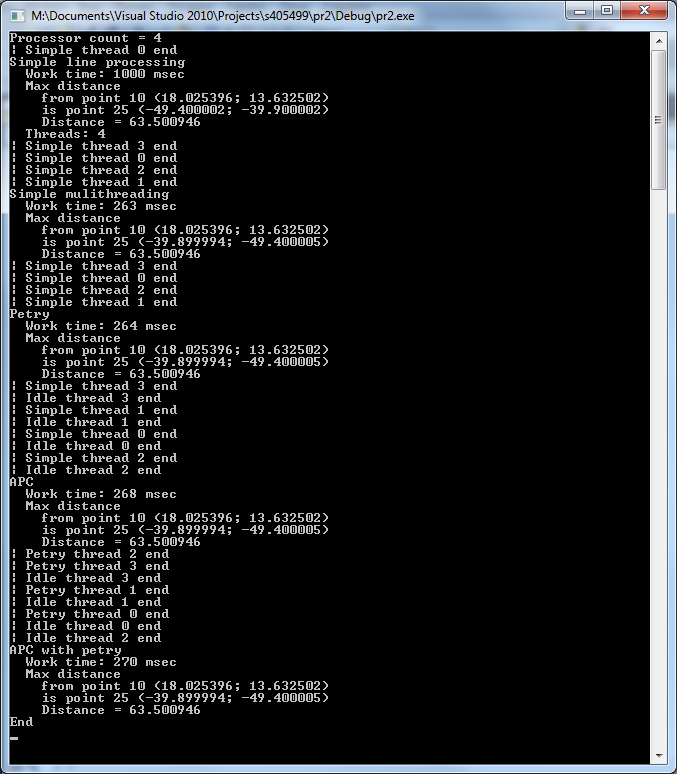 M:\Documents\Visual Studio 2010\Projects\s405499\pr2\Debug\pr2.exe
Processor count = 4
¦ Simple thread 0 end
Simple line processing
  Work time: 1000 msec
  Max distance
    from point 10 (18.025396; 13.632502)
    is point 25 (-49.400002; -39.900002)
    Distance = 63.500946
  Threads: 4
¦ Simple thread 3 end
¦ Simple thread 0 end
¦ Simple thread 2 end
¦ Simple thread 1 end
Simple mulithreading
  Work time: 263 msec
  Max distance
    from point 10 (18.025396; 13.632502)
    is point 25 (-39.899994; -49.400005)
    Distance = 63.500946
¦ Simple thread 3 end
¦ Simple thread 0 end
¦ Simple thread 2 end
¦ Simple thread 1 end
Petry
  Work time: 264 msec
  Max distance
    from point 10 (18.025396; 13.632502)
    is point 25 (-39.899994; -49.400005)
    Distance = 63.500946
¦ Simple thread 3 end
¦ Idle thread 3 end
¦ Simple thread 1 end
¦ Idle thread 1 end
¦ Simple thread 0 end
¦ Idle thread 0 end
¦ Simple thread 2 end
¦ Idle thread 2 end
APC
  Work time: 268 msec
  Max distance
    from point 10 (18.025396; 13.632502)
    is point 25 (-39.899994; -49.400005)
    Distance = 63.500946
¦ Petry thread 2 end
¦ Petry thread 3 end
¦ Idle thread 3 end
¦ Petry thread 1 end
¦ Idle thread 1 end
¦ Petry thread 0 end
¦ Idle thread 0 end
¦ Idle thread 2 end
APC with petry
  Work time: 270 msec
  Max distance
    from point 10 (18.025396; 13.632502)
    is point 25 (-39.899994; -49.400005)
    Distance = 63.500946
End